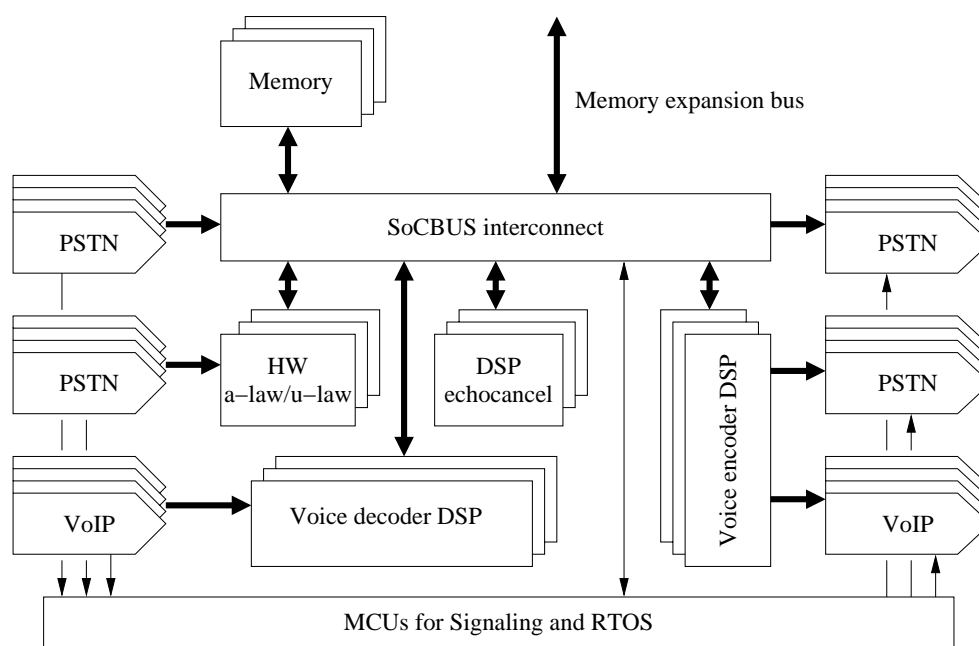 Memory
Memory expansion bus
PSTN
SoCBUS interconnect
PSTN
PSTN
HW
a−law/u−law
DSP
echocancel
Voice encoder DSP
PSTN
VoIP
Voice decoder DSP
VoIP
MCUs for Signaling and RTOS